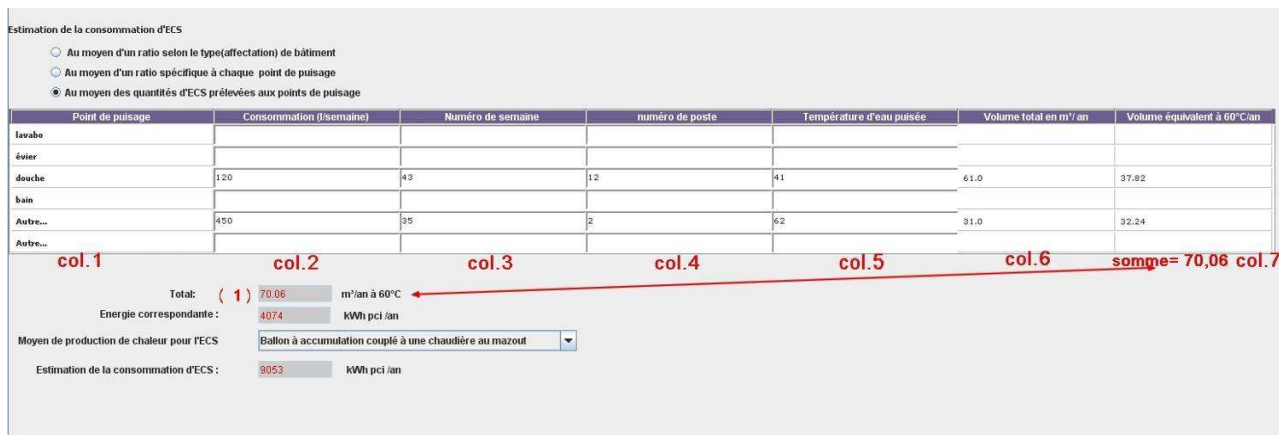 Estimation de la consommation d'ECS
Au moyen d'un ratio selon le type(affectation) de bâtiment
Au moyen d'un ratio spécifique à chaque point de puisage
Au moyen des quantités d'ECS prélevées aux points de puisage
Point de puisage Consommation (l/semaine) Numéro de semaine numéro de poste Température d'eau puisée Volume total en m³/ an Volume équivalent à 60°C/an
lavabo
évier
douche 120 43 12 41 61.0 37.82
bain
Autre... 450 35 2 62 31.0 32.24
Autre...
col.1 col.2 col.3 col.4 col.5 col.6 somme= 70,06 col.7
Total: ( 1 ) 70.06 m³/an à 60°C
Energie correspondante : 4074 kWh pci /an
Moyen de production de chaleur pour l'ECS Ballon à accumulation couplé à une chaudière au mazout
Estimation de la consommation d'ECS : 9053 kWh pci /an